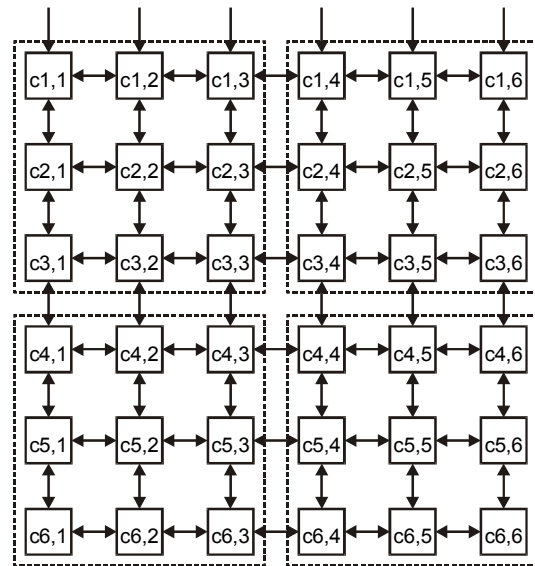 c1,1 c1,2 c1,3 c1,4 c1,5 c1,6
c2,1 c2,2 c2,3 c2,4 c2,5 c2,6
c3,1 c3,2 c3,3 c3,4 c3,5 c3,6
c4,1 c4,2 c4,3 c4,4 c4,5 c4,6
c5,1 c5,2 c5,3 c5,4 c5,5 c5,6
c6,1 c6,2 c6,3 c6,4 c6,5 c6,6